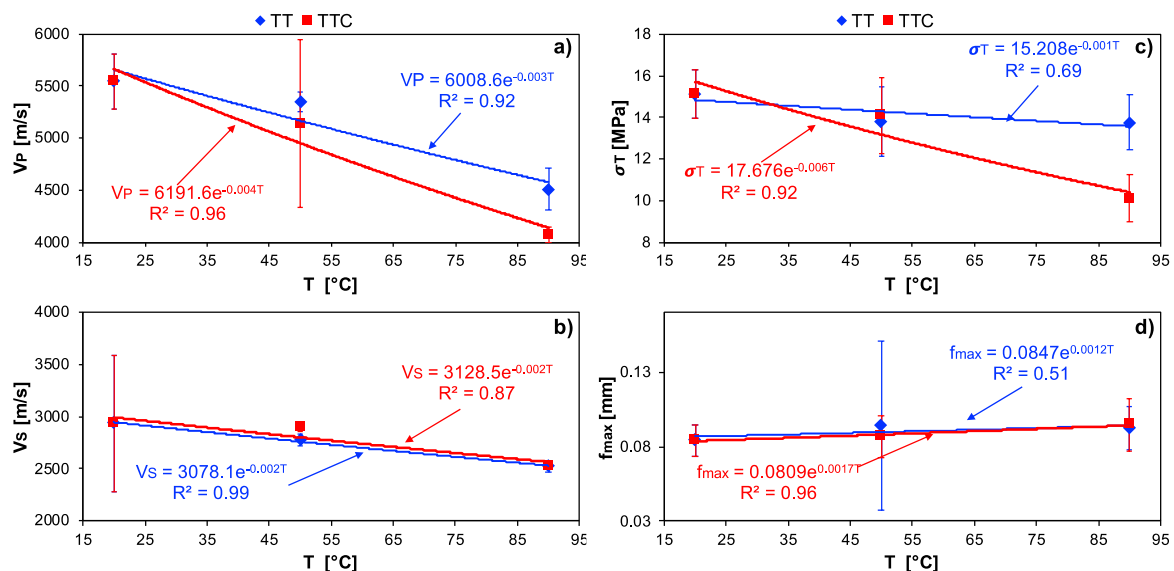 TT TTC
a)
6000
5500
5000
4500
4000
VP [m/s]
VP = 6008.6e-0.003T
R² = 0.92
VP = 6191.6e-0.004T
R² = 0.96
15 25 35 45 55 65 75 85 95
T [°C]
TT TTC
c)
18
16
14
12
10
8
σT [MPa]
σT = 15.208e-0.001T
R² = 0.69
σT = 17.676e-0.006T
R² = 0.92
15 25 35 45 55 65 75 85 95
T [°C]
b)
4000
3500
3000
2500
2000
VS [m/s]
VS = 3128.5e-0.002T
R² = 0.87
VS = 3078.1e-0.002T
R² = 0.99
15 25 35 45 55 65 75 85 95
T [°C]
d)
0.13
0.08
0.03
fmax [mm]
fmax = 0.0847e0.0012T
R² = 0.51
fmax = 0.0809e0.0017T
R² = 0.96
15 25 35 45 55 65 75 85 95
T [°C]